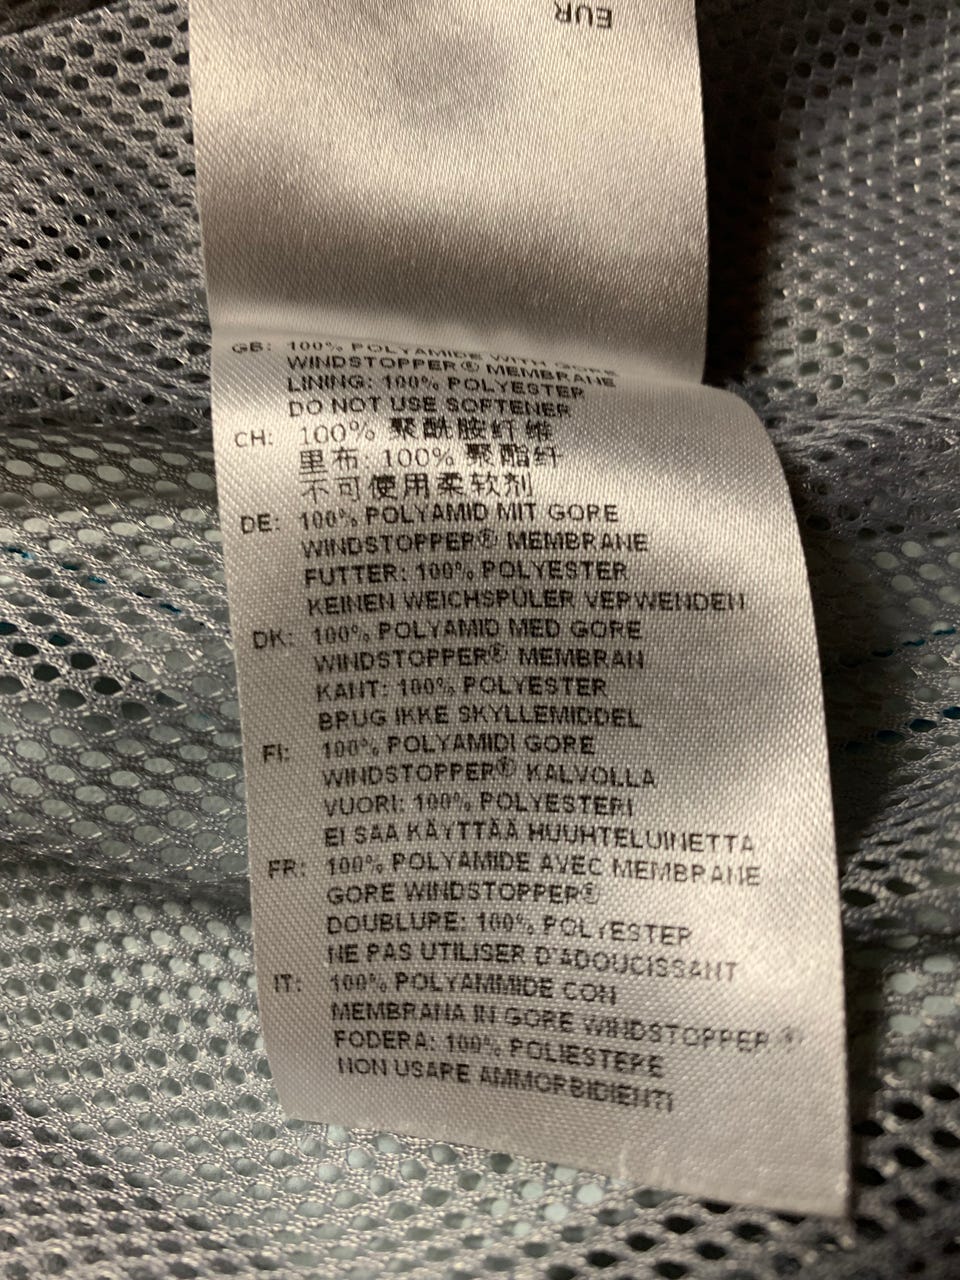 EUR
GB: 100% POLYAMIDE WITH GORE
WINDSTOPPER® MEMBRANE
LINING: 100% POLYESTER
DO NOT USE SOFTENER
CH: 100% 聚酰胺纤维
里布: 100% 聚酯纤
不可使用柔软剂
DE: 100% POLYAMID MIT GORE
WINDSTOPPER® MEMBRANE
FUTTER: 100% POLYESTER
KEINEN WEICHSPÜLER VERWENDEN
DK: 100% POLYAMID MED GORE
WINDSTOPPER® MEMBRAN
KANT: 100% POLYESTER
BRUG IKKE SKYLLEMIDDEL
FI: 100% POLYAMIDI GORE
WINDSTOPPER® KALVOLLA
VUORI: 100% POLYESTERI
EI SAA KÄYTTÄÄ HUUHTELUINETTA
FR: 100% POLYAMIDE AVEC MEMBRANE
GORE WINDSTOPPER®
DOUBLURE: 100% POLYESTER
NE PAS UTILISER D'ADOUCISSANT
IT: 100% POLYAMMIDE CON
MEMBRANA IN GORE WINDSTOPPER ®
FODERA: 100% POLIESTERE
NON USARE AMMORBIDIENTI